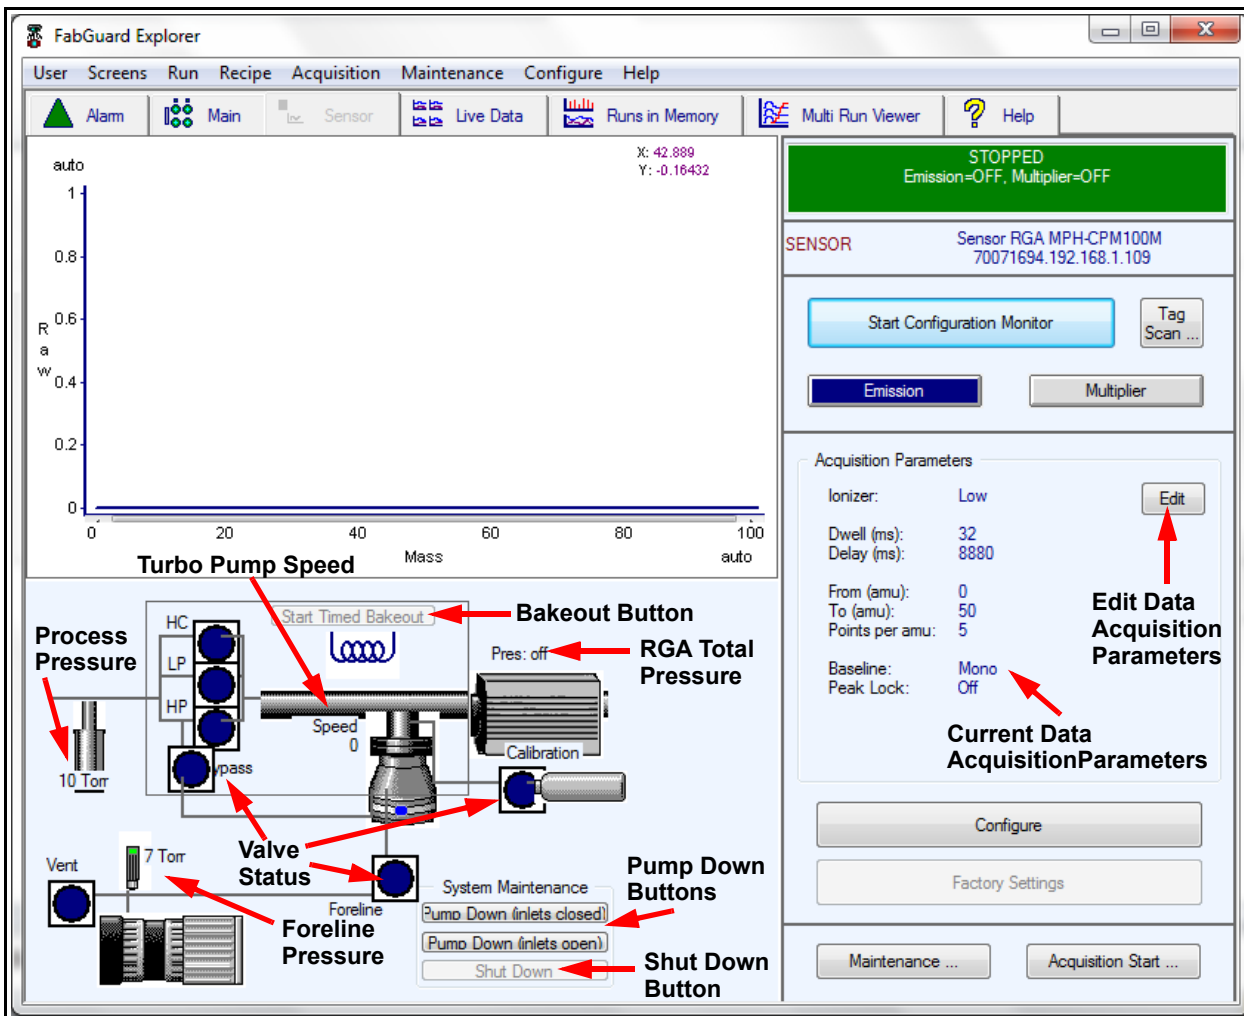 FabGuard Explorer
User Screens Run Recipe Acquisition Maintenance Configure Help
Alarm Main Sensor Live Data Runs in Memory Multi Run Viewer Help
auto
X: 42.889
Y: -0.16432
1
0.8
0.6
0.4
0.2
0
Raw
0 20 40 60 80 100
Mass
auto
STOPPED
Emission=OFF, Multiplier=OFF
SENSOR
Sensor RGA MPH-CPM100M
70071694.192.168.1.109
Start Configuration Monitor
Tag
Scan ...
Emission
Multiplier
Acquisition Parameters
Ionizer: Low
Edit
Dwell (ms): 32
Delay (ms): 8880
From (amu): 0
To (amu): 50
Points per amu: 5
Baseline: Mono
Peak Lock: Off
Edit Data
Acquisition
Parameters
Current Data
AcquisitionParameters
Configure
Factory Settings
Maintenance ...
Acquisition Start ...
Turbo Pump Speed
Start Timed Bakeout
Bakeout Button
Process
Pressure
HC
LP
HP
Pres: off
RGA Total
Pressure
Speed
0
10 Torr
ypass
Calibration
Valve
Status
Vent
7 Torr
Foreline
Foreline
Pressure
System Maintenance
Pump Down (inlets closed)
Pump Down (inlets open)
Shut Down
Pump Down
Buttons
Shut Down
Button